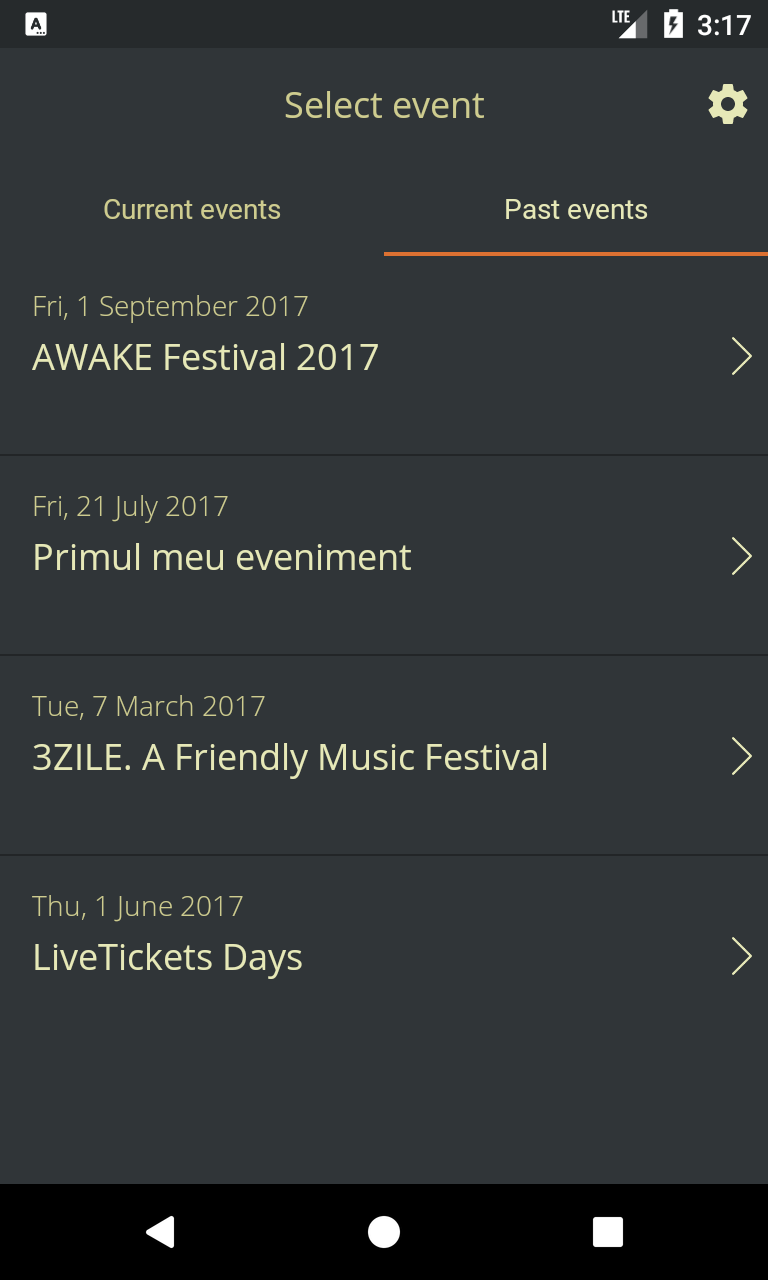 LTE 3:17
Select event
Current events
Past events
Fri, 1 September 2017
AWAKE Festival 2017
Fri, 21 July 2017
Primul meu eveniment
Tue, 7 March 2017
3ZILE. A Friendly Music Festival
Thu, 1 June 2017
LiveTickets Days